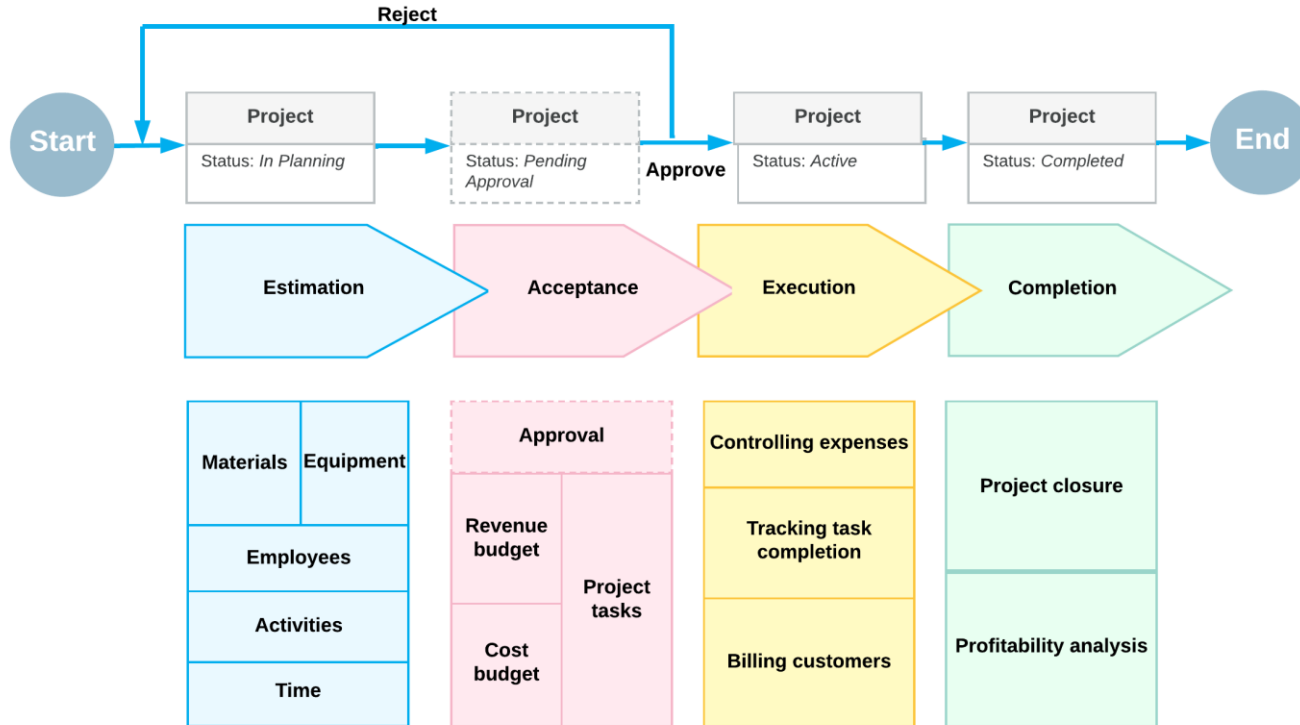 Reject
Start
Project
Status: In Planning
Project
Status: Pending
Approval
Approve
Project
Status: Active
Project
Status: Completed
End
Estimation
Acceptance
Execution
Completion
Materials
Equipment
Employees
Activities
Time
Approval
Revenue
budget
Cost
budget
Project
tasks
Controlling expenses
Tracking task
completion
Billing customers
Project closure
Profitability analysis